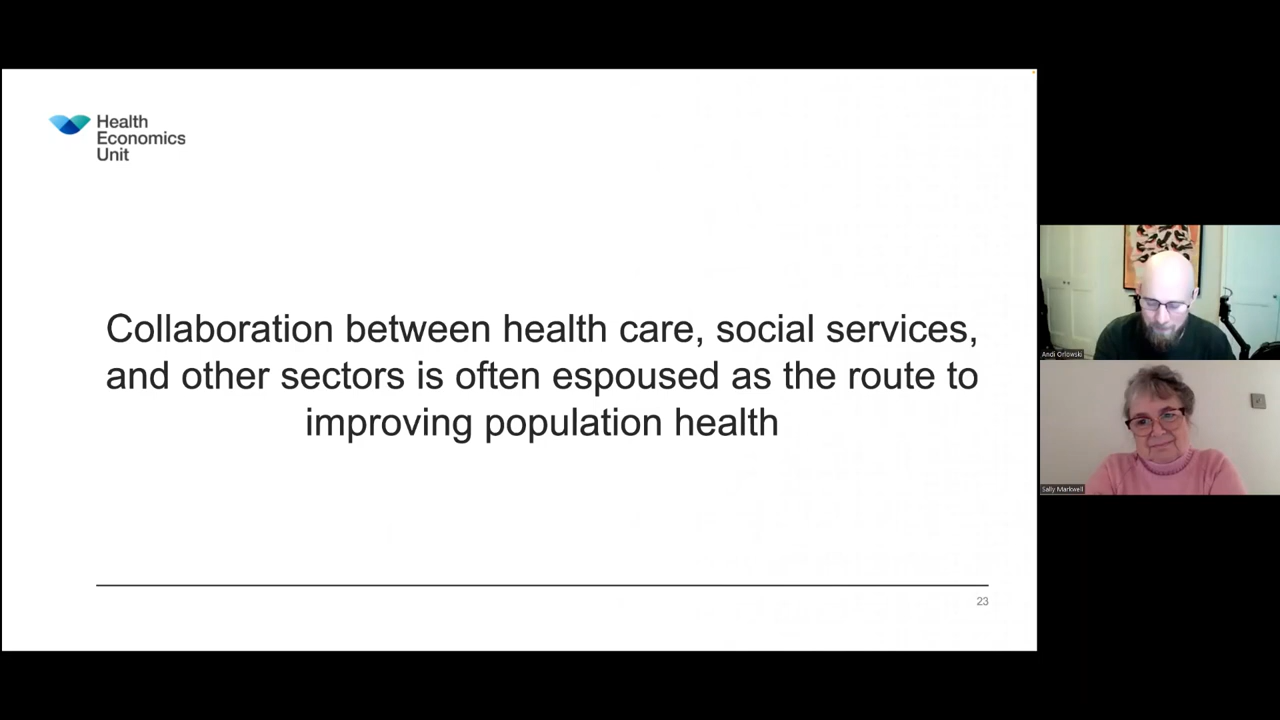 Health
Economics
Unit
Collaboration between health care, social services,
and other sectors is often espoused as the route to
improving population health
23
Andi Orlowski
Sally Markwell